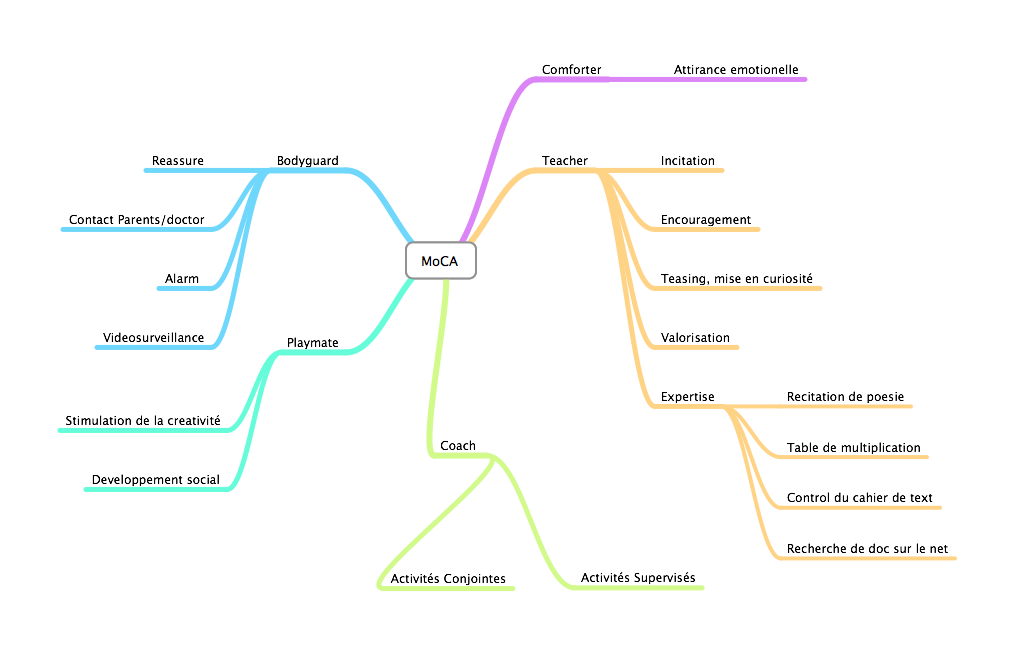 MoCA
Comforter
Attirance emotionelle
Teacher
Incitation
Encouragement
Teasing, mise en curiosité
Valorisation
Expertise
Recitation de poesie
Table de multiplication
Control du cahier de text
Recherche de doc sur le net
Coach
Activités Supervisés
Activités Conjointes
Playmate
Stimulation de la creativité
Developpement social
Bodyguard
Reassure
Contact Parents/doctor
Alarm
Videosurveillance